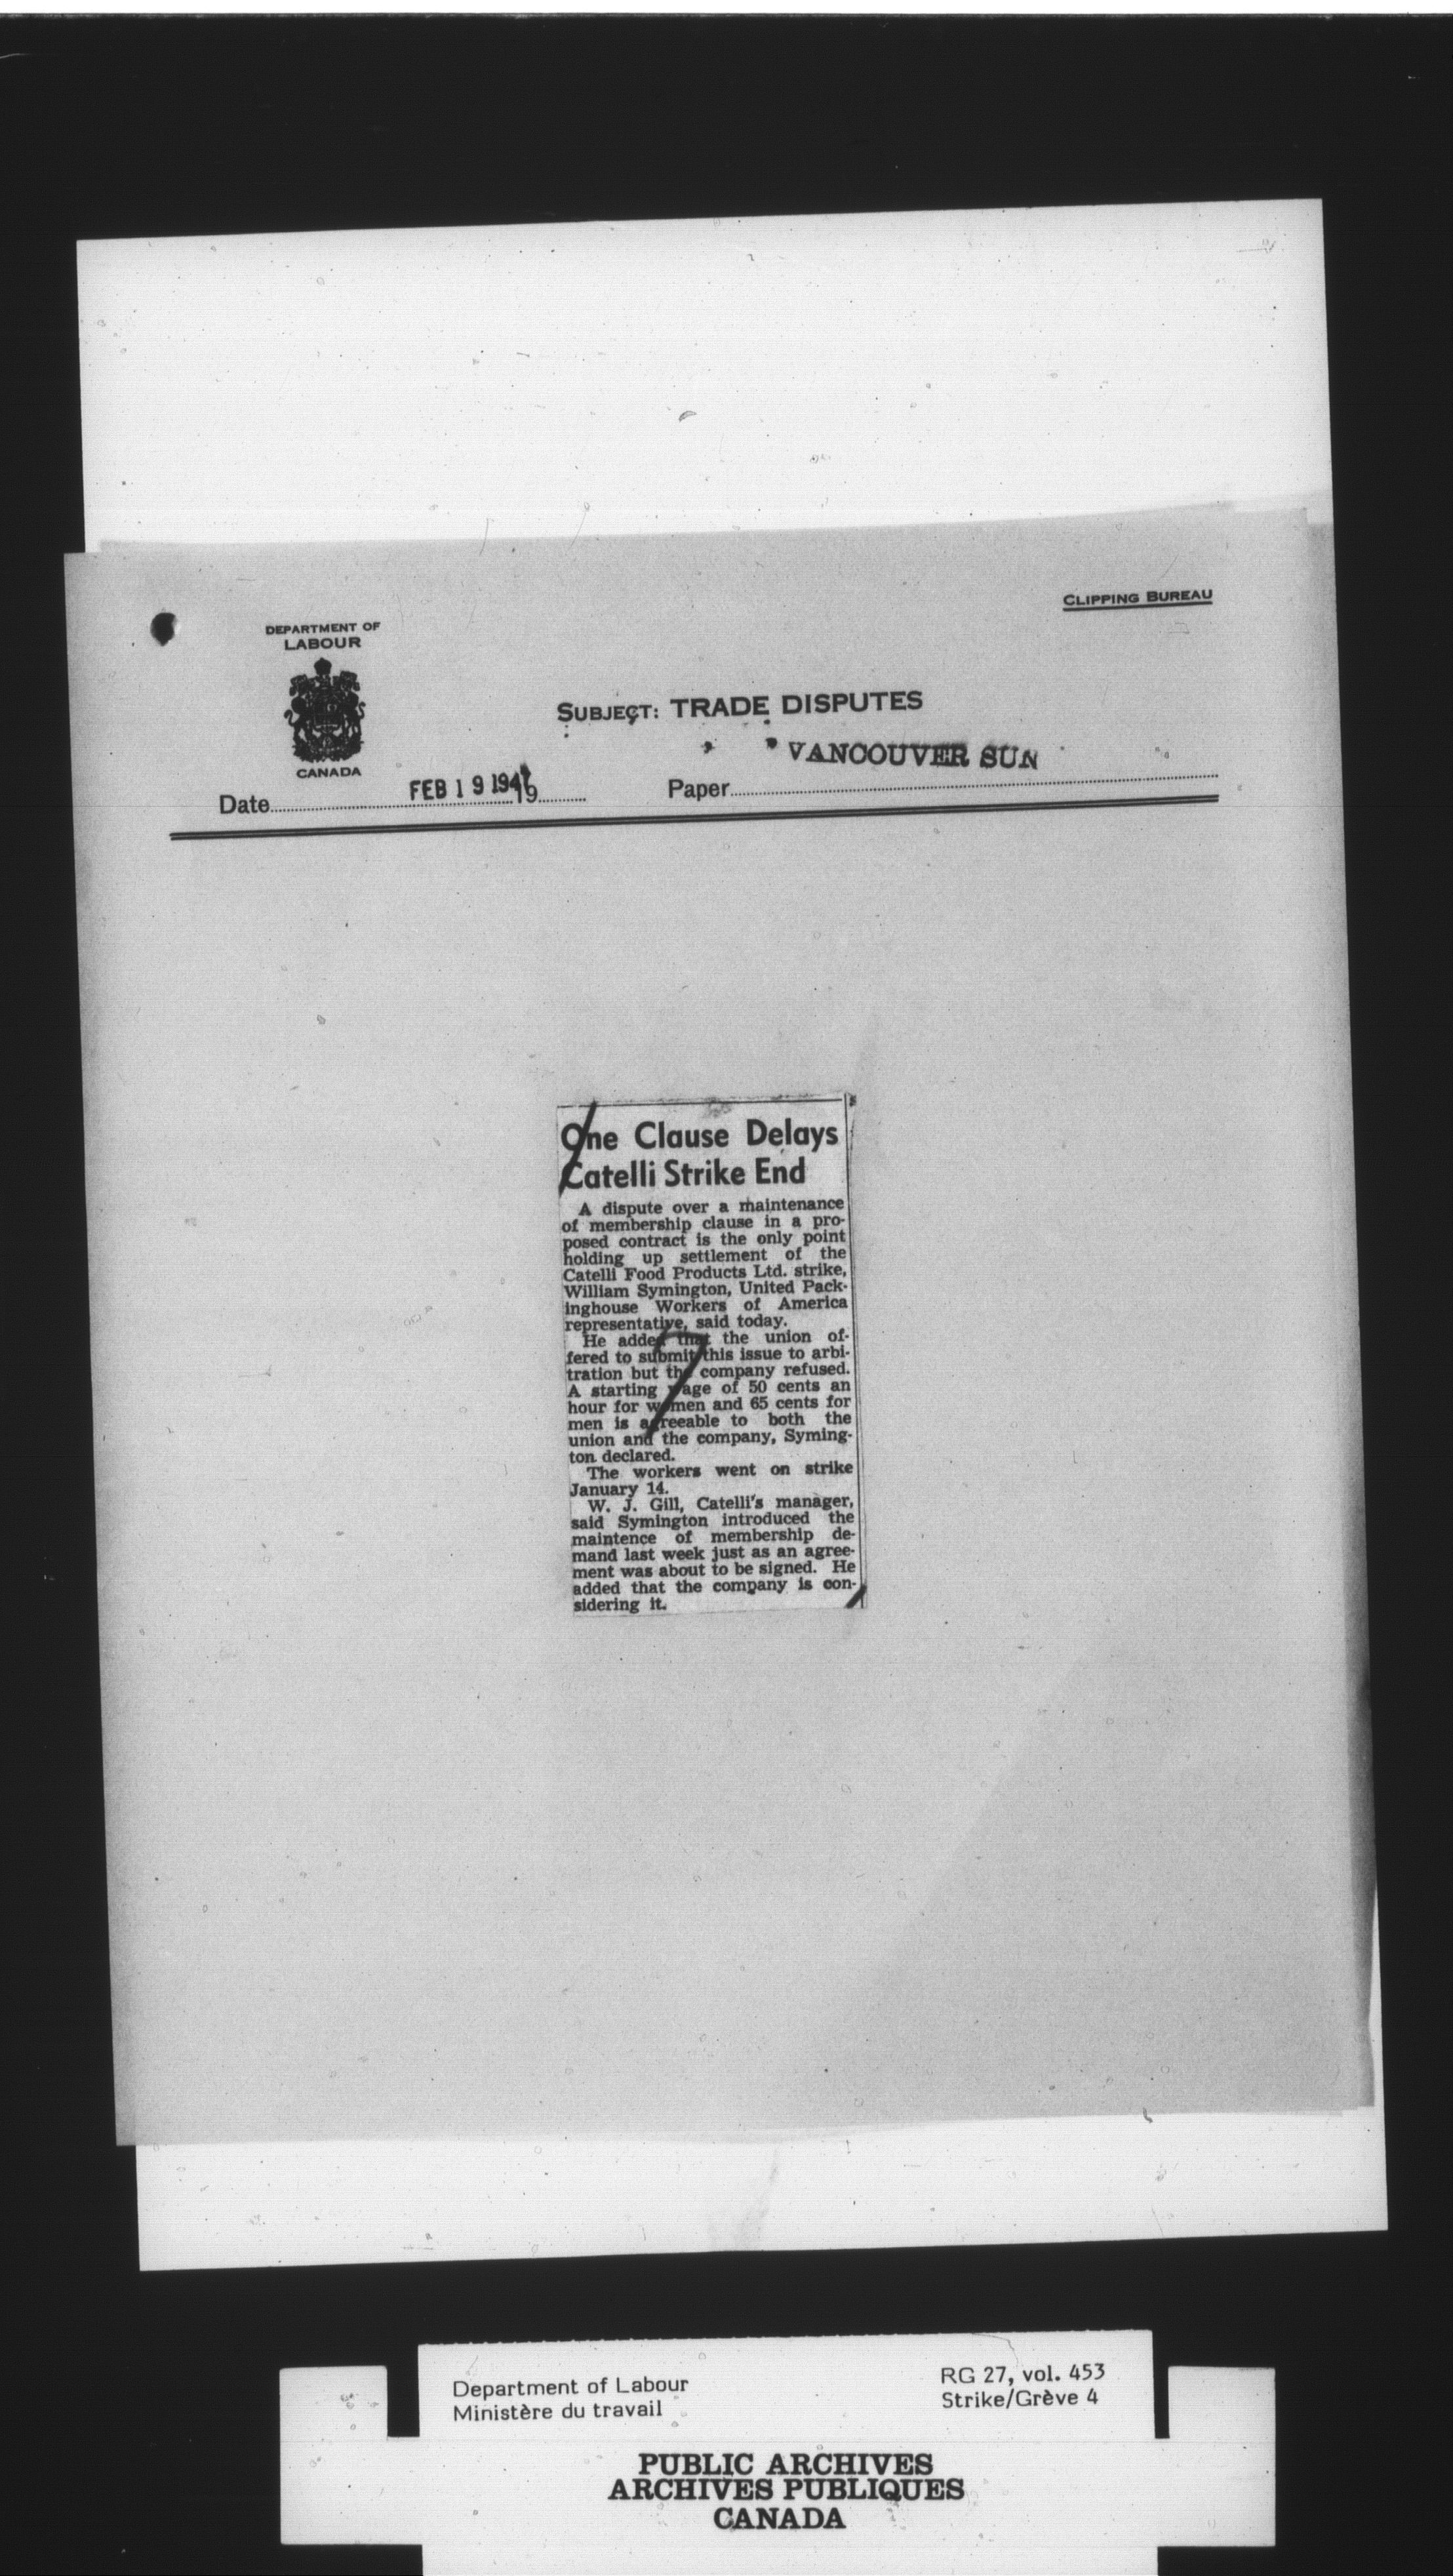 CLIPPING BUREAU
DEPARTMENT OF
LABOUR
CANADA
SUBJECT: TRADE DISPUTES
VANCOUVER SUN
Date FEB 19 19
Paper
One Clause Delays
Catelli Strike End
A dispute over a maintenance
of membership clause in a pro-
posed contract is the only point
holding up settlement of the
Catelli Food Products Ltd. strike,
William Symington, United Pack-
inghouse Workers of America
representative, said today.
He added that the union of-
fered to submit this issue to arbi-
tration but the company refused.
A starting wage of 50 cents an
hour for women and 65 cents for
men is agreeable to both the
union and the company, Syming-
ton declared.
The workers went on strike
January 14.
W. J. Gill, Catelli's manager,
said Symington introduced the
maintence of membership de-
mand last week just as an agree-
ment was about to be signed. He
added that the company is con-
sidering it.
Department of Labour
Ministère du travail
RG 27, vol. 453
Strike/Grève 4
PUBLIC ARCHIVES
ARCHIVES PUBLIQUES
CANADA